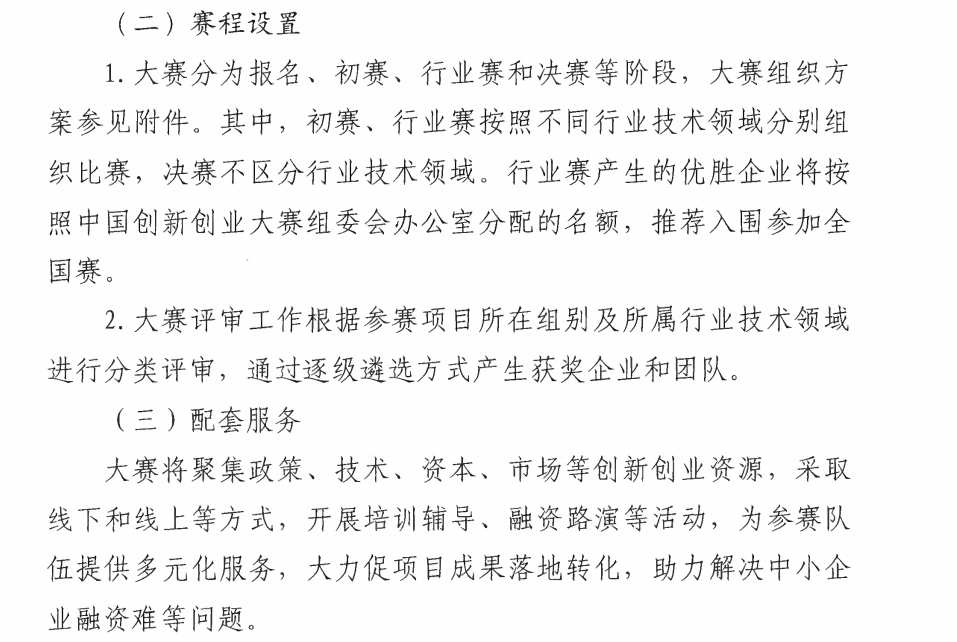 （二）赛程设置
1. 大赛分为报名、初赛、行业赛和决赛等阶段，大赛组织方
案参见附件。其中，初赛、行业赛按照不同行业技术领域分别组
织比赛，决赛不区分行业技术领域。行业赛产生的优胜企业将按
照中国创新创业大赛组委会办公室分配的名额，推荐入围参加全
国赛。
2. 大赛评审工作根据参赛项目所在组别及所属行业技术领域
进行分类评审，通过逐级遴选方式产生获奖企业和团队。
（三）配套服务
大赛将聚集政策、技术、资本、市场等创新创业资源，采取
线下和线上等方式，开展培训辅导、融资路演等活动，为参赛队
伍提供多元化服务，大力促项目成果落地转化，助力解决中小企
业融资难等问题。